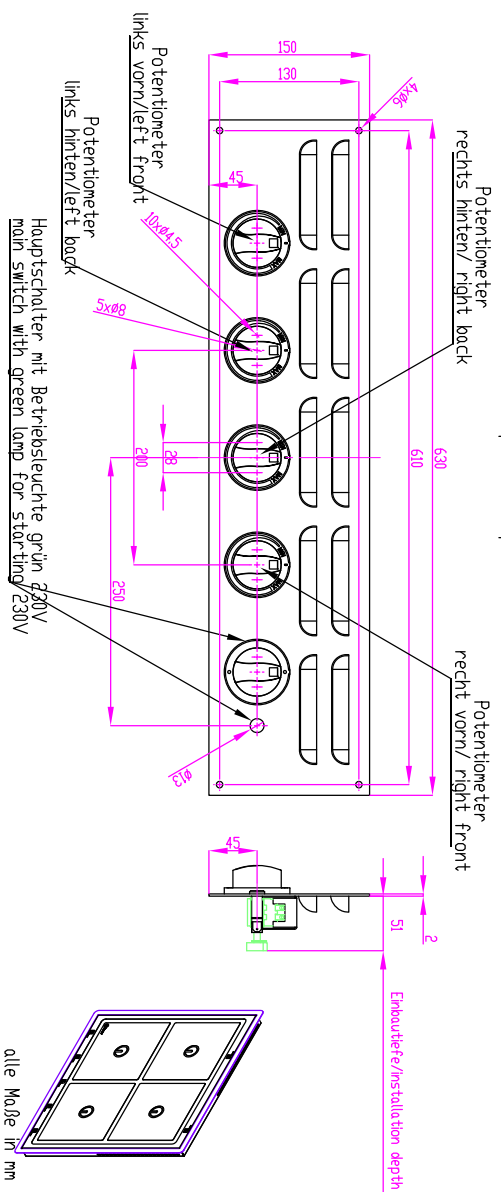 150
130
4xø6
630
610
45
10xø4,5
5xø8
200
28
250
ø13
Potentiometer
links vorn/left front
Potentiometer
links hinten/left back
Potentiometer
rechts hinten/ right back
Potentiometer
recht vorn/ right front
Hauptschalter mit Betriebsleuchte grün 230V
main switch with green lamp for starting 230V
45
51
2
Einbautiefe/installation depth
alle Maße in mm